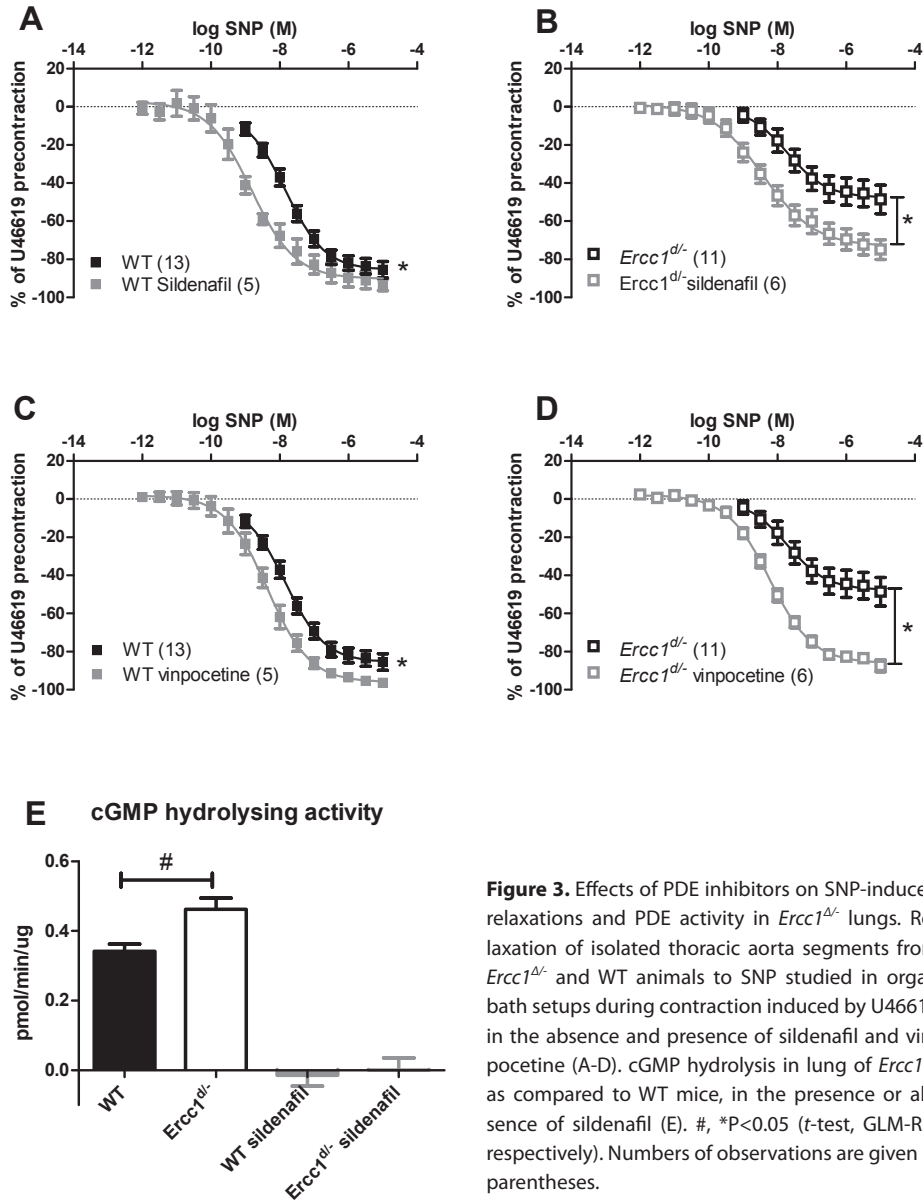 A
log SNP (M)
-14 -12 -10 -8 -6 -4
20
0
-20
-40
-60
-80
-100
% of U46619 precontraction
WT (13)
WT Sildenafil (5)
*
B
log SNP (M)
-14 -12 -10 -8 -6 -4
20
0
-20
-40
-60
-80
-100
% of U46619 precontraction
Ercc1d/- (11)
Ercc1d/-sildenafil (6)
*
C
log SNP (M)
-14 -12 -10 -8 -6 -4
20
0
-20
-40
-60
-80
-100
% of U46619 precontraction
WT (13)
WT vinpocetine (5)
*
D
log SNP (M)
-14 -12 -10 -8 -6 -4
20
0
-20
-40
-60
-80
-100
% of U46619 precontraction
Ercc1d/- (11)
Ercc1d/- vinpocetine (6)
*
E cGMP hydrolysing activity
#
0.6
0.4
0.2
0.0
pmol/min/ug
WT
Ercc1d/-
WT sildenafil
Ercc1d/- sildenafil
Figure 3. Effects of PDE inhibitors on SNP-induce
relaxations and PDE activity in Ercc1Δ/- lungs. Re
laxation of isolated thoracic aorta segments from
Ercc1Δ/- and WT animals to SNP studied in orga
bath setups during contraction induced by U4661
in the absence and presence of sildenafil and vin
pocetine (A-D). cGMP hydrolysis in lung of Ercc1
as compared to WT mice, in the presence or ab
sence of sildenafil (E). #, *P<0.05 (t-test, GLM-R
respectively). Numbers of observations are given
parentheses.